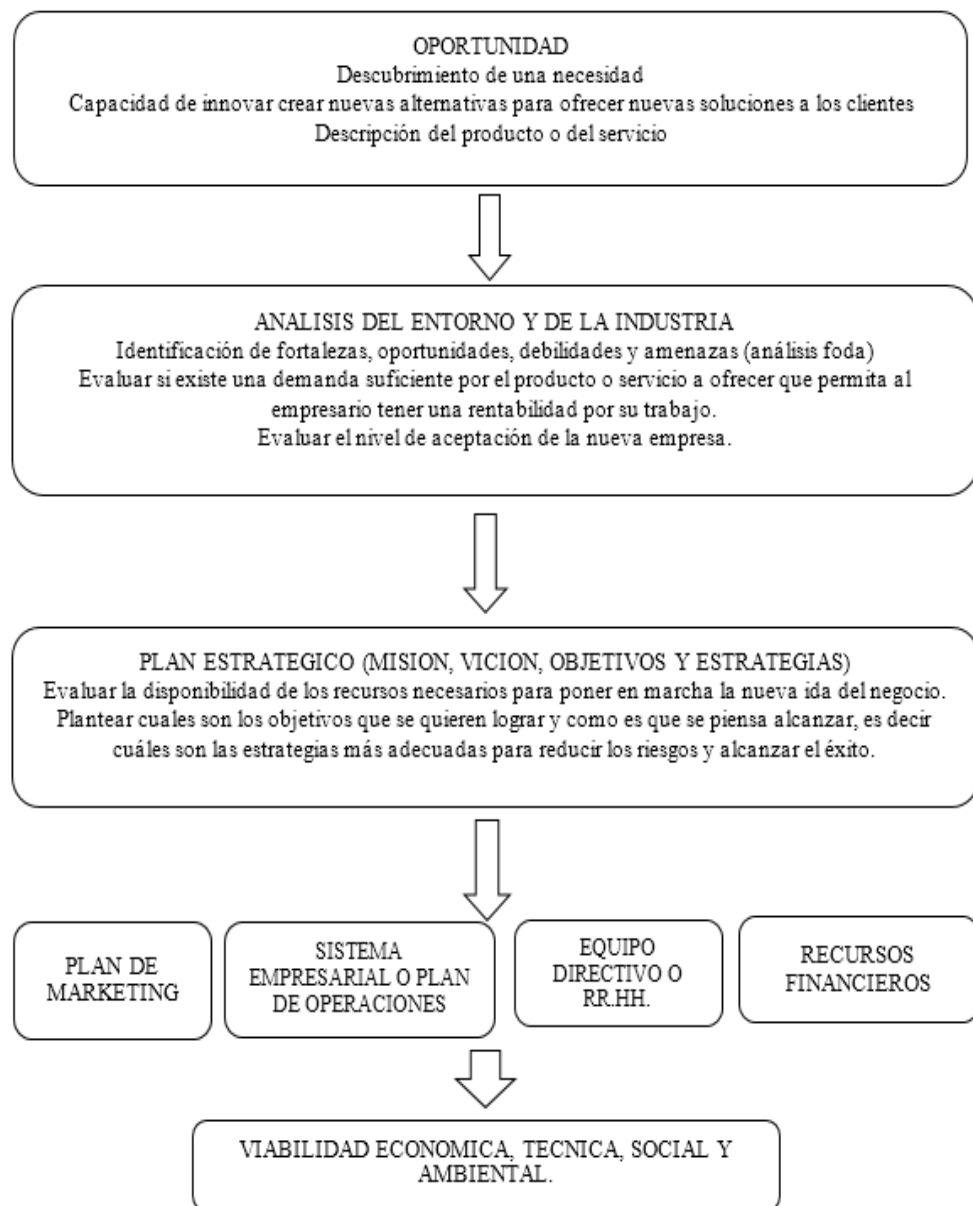 OPORTUNIDAD
Descubrimiento de una necesidad
Capacidad de innovar crear nuevas alternativas para ofrecer nuevas soluciones a los clientes
Descripción del producto o del servicio
ANALISIS DEL ENTORNO Y DE LA INDUSTRIA
Identificación de fortalezas, oportunidades, debilidades y amenazas (análisis foda)
Evaluar si existe una demanda suficiente por el producto o servicio a ofrecer que permita al
empresario tener una rentabilidad por su trabajo.
Evaluar el nivel de aceptación de la nueva empresa.
PLAN ESTRATEGICO (MISION, VICION, OBJETIVOS Y ESTRATEGIAS)
Evaluar la disponibilidad de los recursos necesarios para poner en marcha la nueva ida del negocio.
Plantear cuales son los objetivos que se quieren lograr y como es que se piensa alcanzar, es decir
cuáles son las estrategias más adecuadas para reducir los riesgos y alcanzar el éxito.
PLAN DE
MARKETING
SISTEMA
EMPRESARIAL O PLAN
DE OPERACIONES
EQUIPO
DIRECTIVO O
RR.HH.
RECURSOS
FINANCIEROS
VIABILIDAD ECONOMICA, TECNICA, SOCIAL Y
AMBIENTAL.